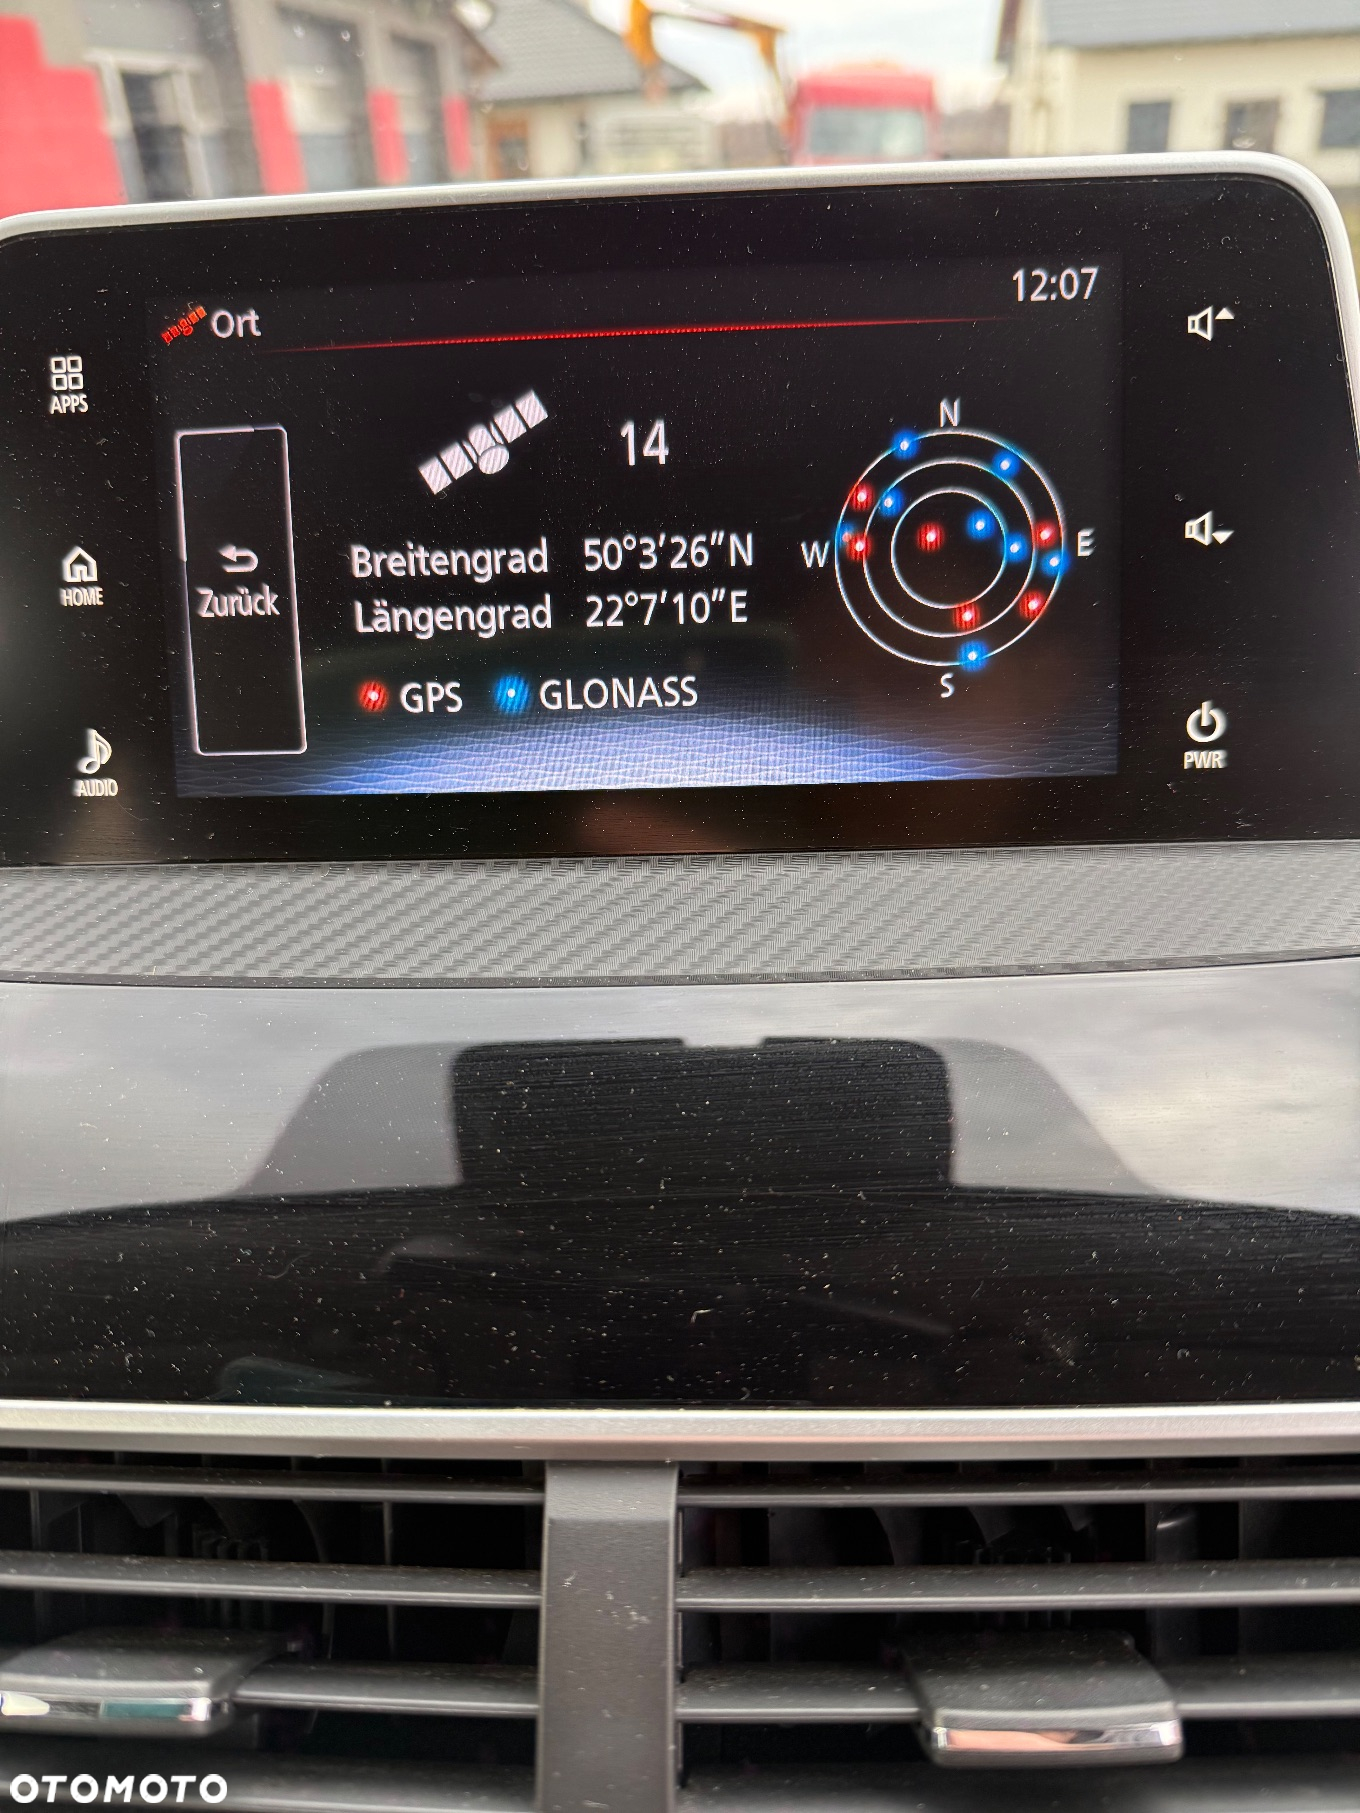 Ort
12:07
APPS
14
N
Breitengrad 50°3'26"N
W
E
HOME
Zurück
Längengrad 22°7'10"E
GPS
GLONASS
S
AUDIO
PWR
OTOMOTO